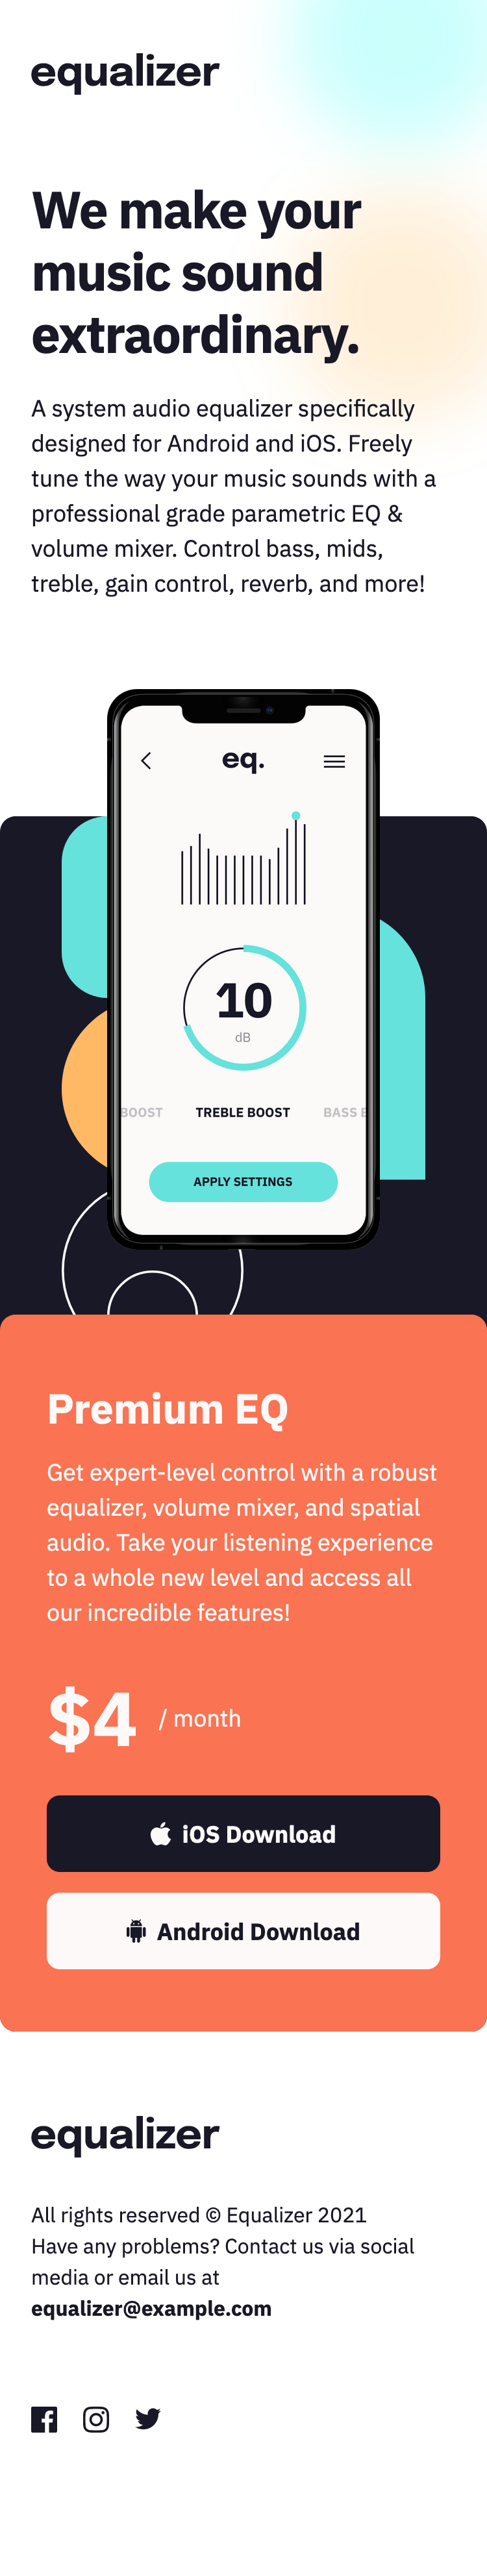 equalizer
We make your
music sound
extraordinary.
A system audio equalizer specifically
designed for Android and iOS. Freely
tune the way your music sounds with a
professional grade parametric EQ &
volume mixer. Control bass, mids,
treble, gain control, reverb, and more!
eq.
10
dB
BOOST TREBLE BOOST BASS
APPLY SETTINGS
Premium EQ
Get expert-level control with a robust
equalizer, volume mixer, and spatial
audio. Take your listening experience
to a whole new level and access all
our incredible features!
$4 / month
iOS Download
Android Download
equalizer
All rights reserved © Equalizer 2021
Have any problems? Contact us via social
media or email us at
equalizer@example.com